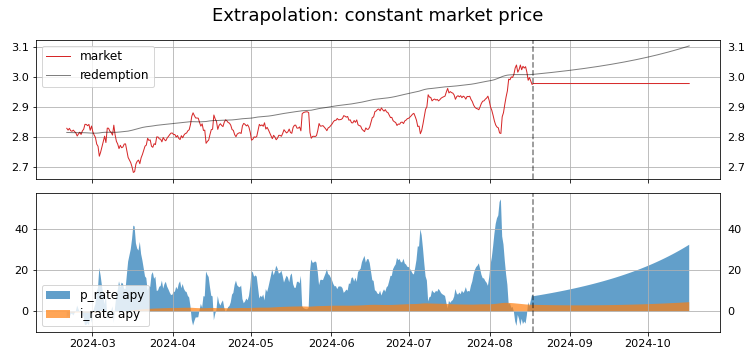 Extrapolation: constant market price
3.1 3.1
market
redemption
3.0 3.0
2.9 2.9
2.8 2.8
2.7 2.7
40 40
20 20
p_rate apy
i_rate apy
0 0
2024-03 2024-04 2024-05 2024-06 2024-07 2024-08 2024-09 2024-10